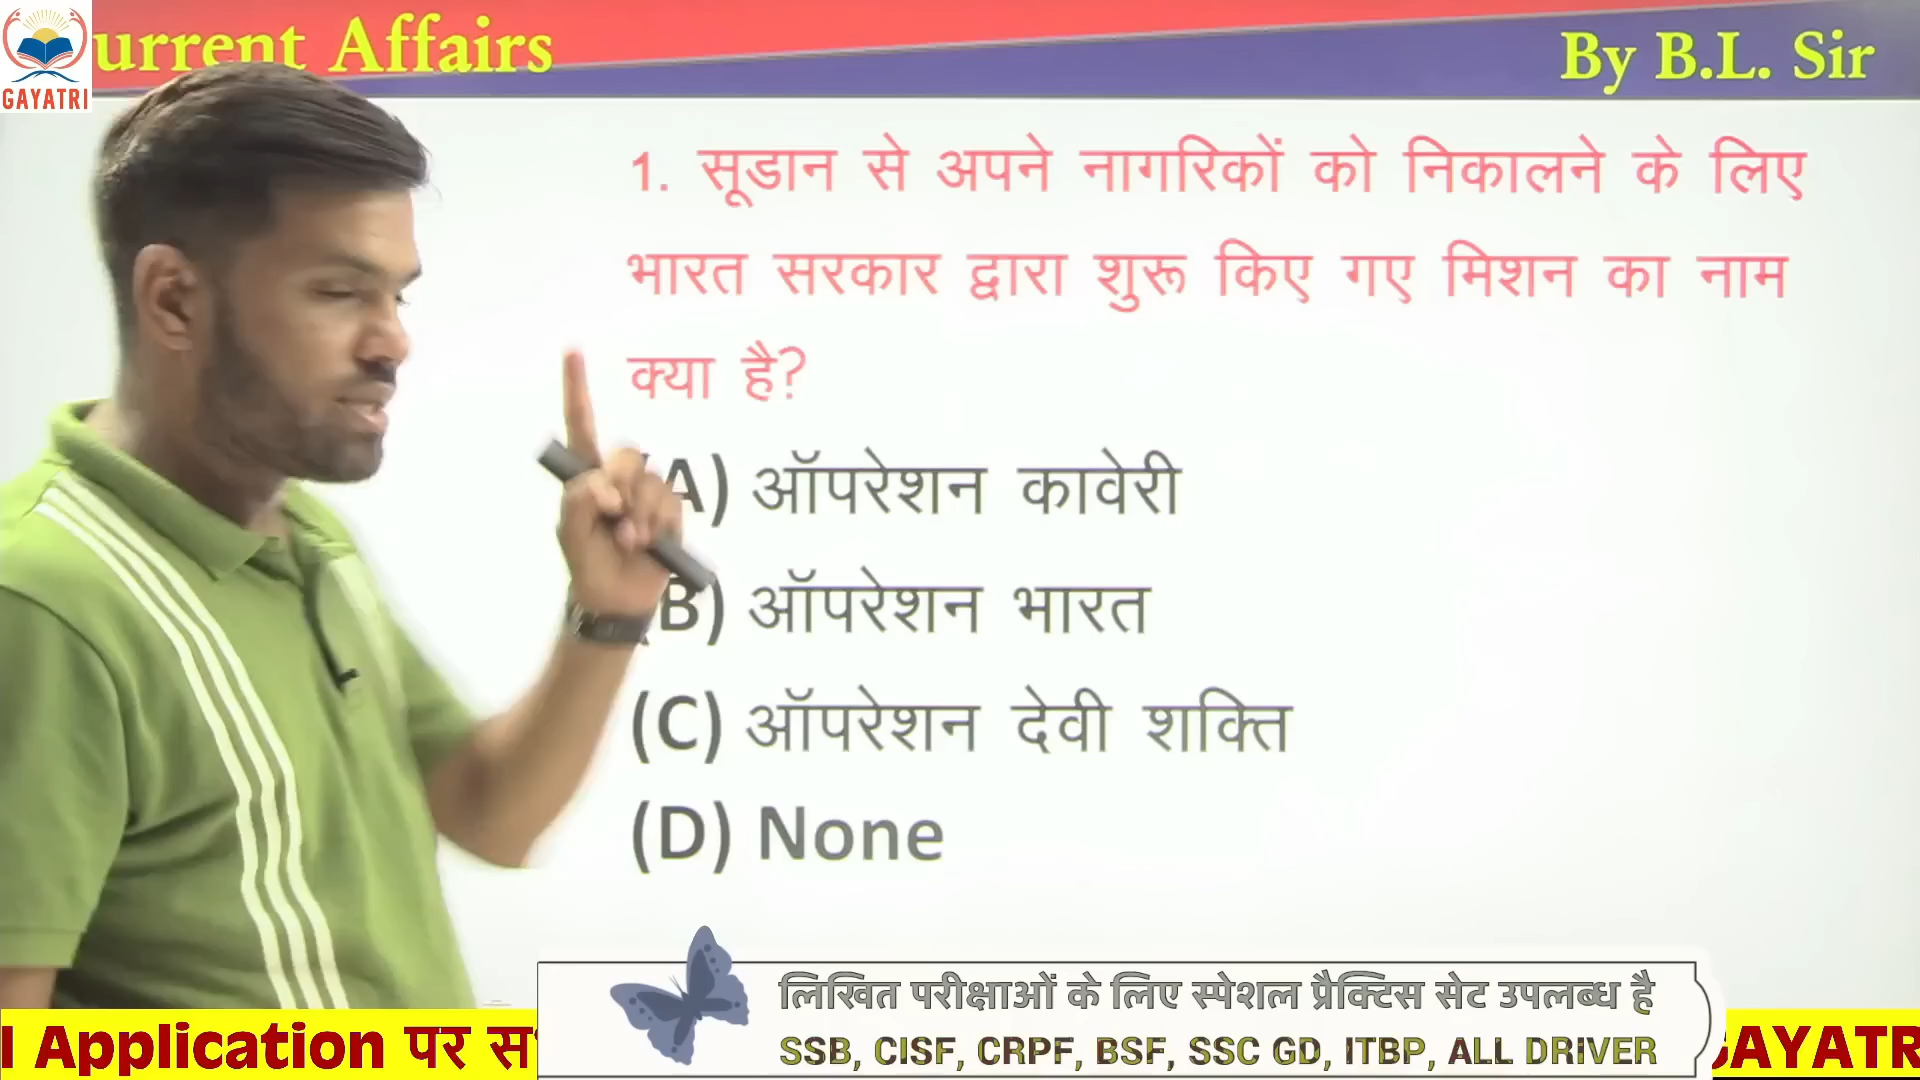 urrent Affairs
By B.L. Sir
GAYATRI
1. सूडान से अपने नागरिकों को निकालने के लिए
भारत सरकार द्वारा शुरू किए गए मिशन का नाम
क्या है?
(A) ऑपरेशन कावेरी
(B) ऑपरेशन भारत
(C) ऑपरेशन देवी शक्ति
(D) None
लिखित परीक्षाओं के लिए स्पेशल प्रैक्टिस सेट उपलब्ध है
SSB, CISF, CRPF, BSF, SSC GD, ITBP, ALL DRIVER
Application पर
GAYATR